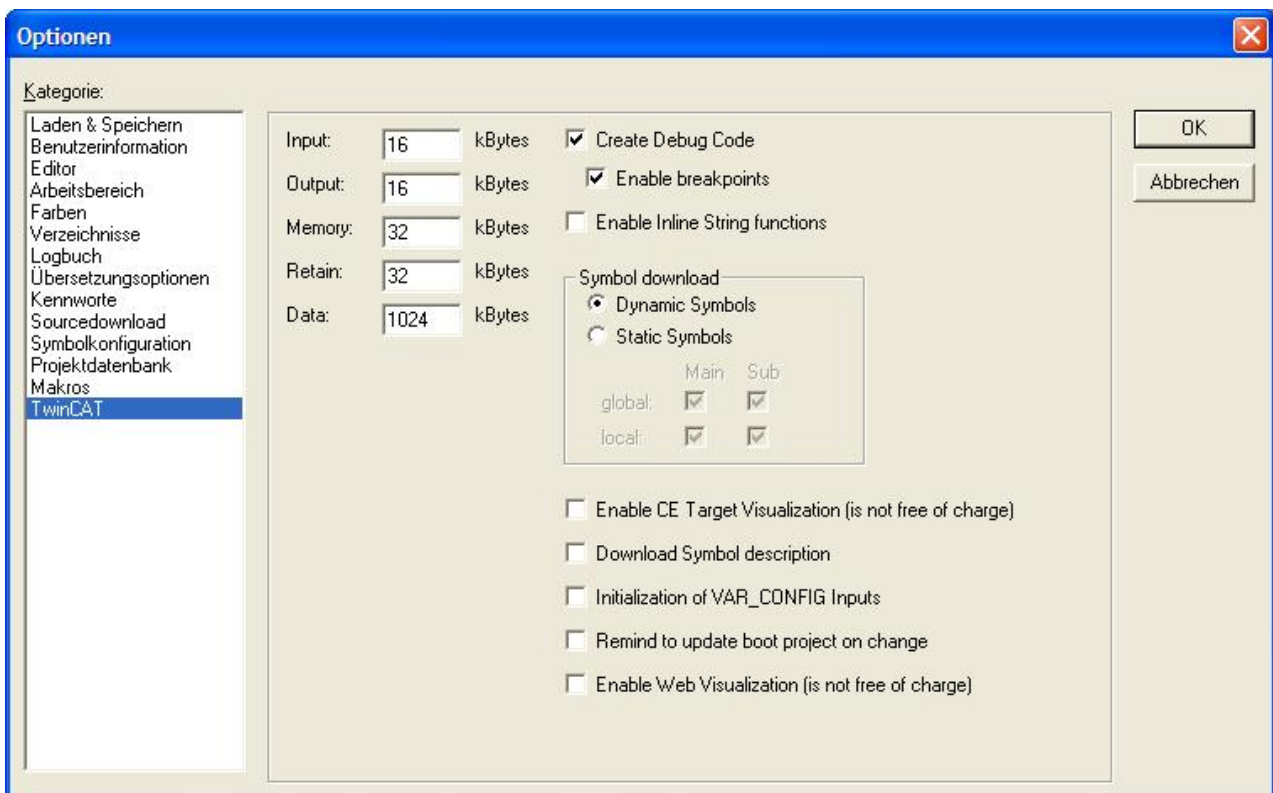 Optionen
Kategorie:
Laden & Speichern
Benutzerinformation
Editor
Arbeitsbereich
Farben
Verzeichnisse
Logbuch
Übersetzungsoptionen
Kennworte
Sourcedownload
Symbolkonfiguration
Projektdatenbank
Makros
TwinCAT
Input: 16 kBytes
Output: 16 kBytes
Memory: 32 kBytes
Retain: 32 kBytes
Data: 1024 kBytes
Create Debug Code
Enable breakpoints
Enable Inline String functions
Symbol download
Dynamic Symbols
Static Symbols
Main Sub
global:
local:
Enable CE Target Visualization (is not free of charge)
Download Symbol description
Initialization of VAR_CONFIG Inputs
Remind to update boot project on change
Enable Web Visualization (is not free of charge)
OK
Abbrechen